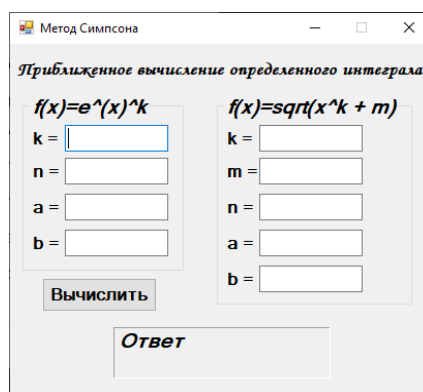 Метод Симпсона
Приближенное вычисление определенного интеграла
f(x)=e^(x)^k
k =
n =
a =
b =
Вычислить
f(x)=sqrt(x^k + m)
k =
m =
n =
a =
b =
Ответ